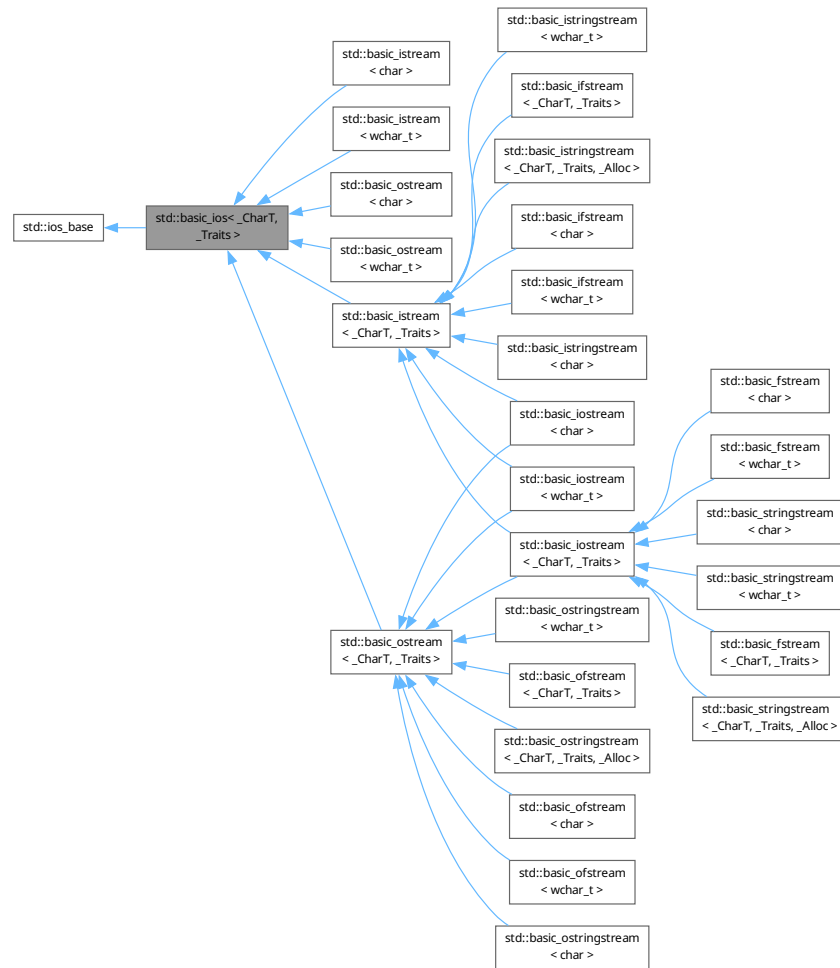 std::ios_base
std::basic_ios< _CharT,
_Traits >
std::basic_istream
< char >
std::basic_istream
< wchar_t >
std::basic_ostream
< char >
std::basic_ostream
< wchar_t >
std::basic_istream
< _CharT, _Traits >
std::basic_ostream
< _CharT, _Traits >
std::basic_istringstream
< wchar_t >
std::basic_ifstream
< _CharT, _Traits >
std::basic_istringstream
< _CharT, _Traits, _Alloc >
std::basic_ifstream
< char >
std::basic_ifstream
< wchar_t >
std::basic_istringstream
< char >
std::basic_iostream
< char >
std::basic_iostream
< wchar_t >
std::basic_iostream
< _CharT, _Traits >
std::basic_ostringstream
< wchar_t >
std::basic_ofstream
< _CharT, _Traits >
std::basic_ostringstream
< _CharT, _Traits, _Alloc >
std::basic_ofstream
< char >
std::basic_ofstream
< wchar_t >
std::basic_ostringstream
< char >
std::basic_fstream
< char >
std::basic_fstream
< wchar_t >
std::basic_stringstream
< char >
std::basic_stringstream
< wchar_t >
std::basic_fstream
< _CharT, _Traits >
std::basic_stringstream
< _CharT, _Traits, _Alloc >